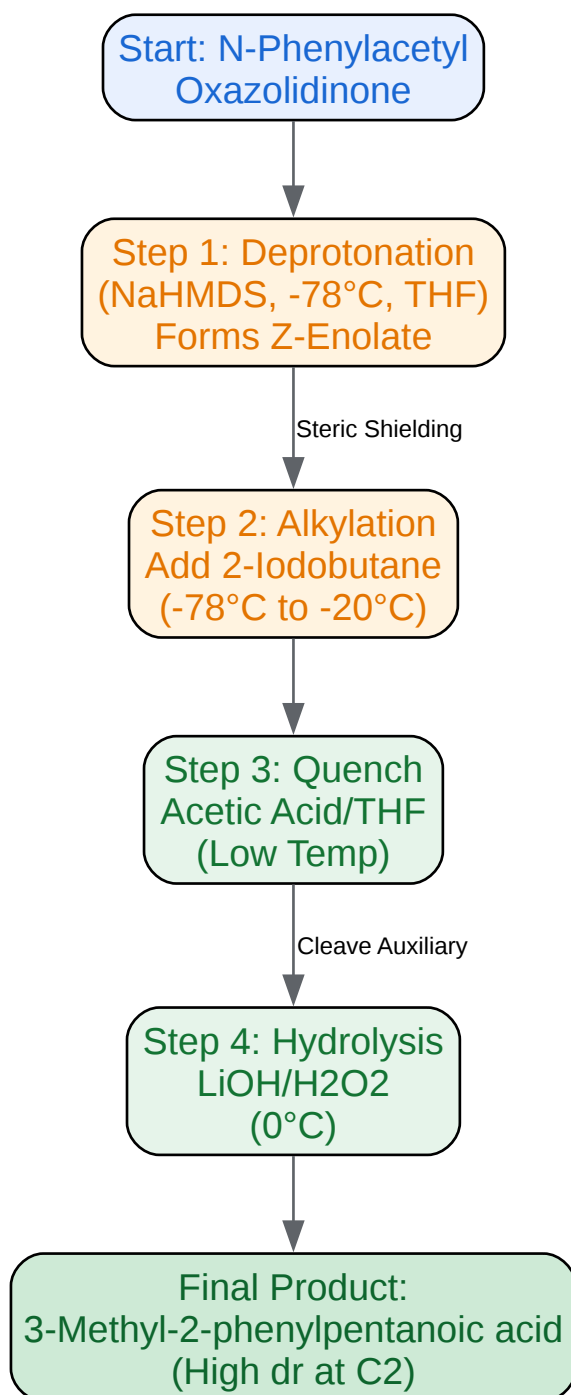 Start: N-Phenylacetyl
Oxazolidinone
Step 1: Deprotonation
(NaHMDS, -78°C, THF)
Forms Z-Enolate
Steric Shielding
Step 2: Alkylation
Add 2-Iodobutane
(-78°C to -20°C)
Step 3: Quench
Acetic Acid/THF
(Low Temp)
Cleave Auxiliary
Step 4: Hydrolysis
LiOH/H2O2
(0°C)
Final Product:
3-Methyl-2-phenylpentanoic acid
(High dr at C2)